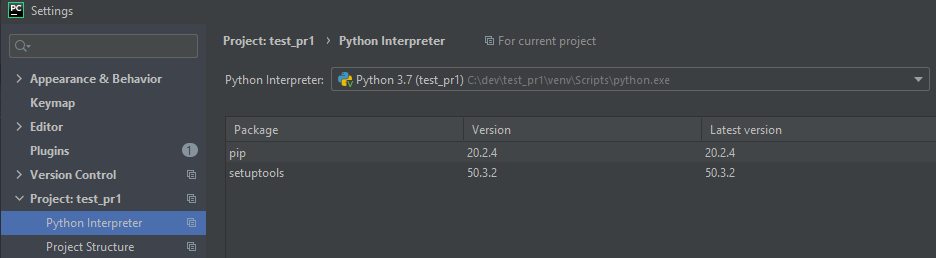 PC Settings
Project: test_pr1 > Python Interpreter For current project
Appearance & Behavior
Python Interpreter: Python 3.7 (test_pr1) C:\dev\test_pr1\venv\Scripts\python.exe
Keymap
Editor
Package Version Latest version
Plugins 1
pip 20.2.4 20.2.4
Version Control
setuptools 50.3.2 50.3.2
Project: test_pr1
Python Interpreter
Project Structure